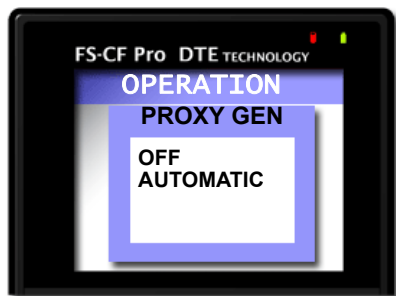 FS-CF Pro DTE TECHNOLOGY
OPERATION
PROXY GEN
OFF
AUTOMATIC